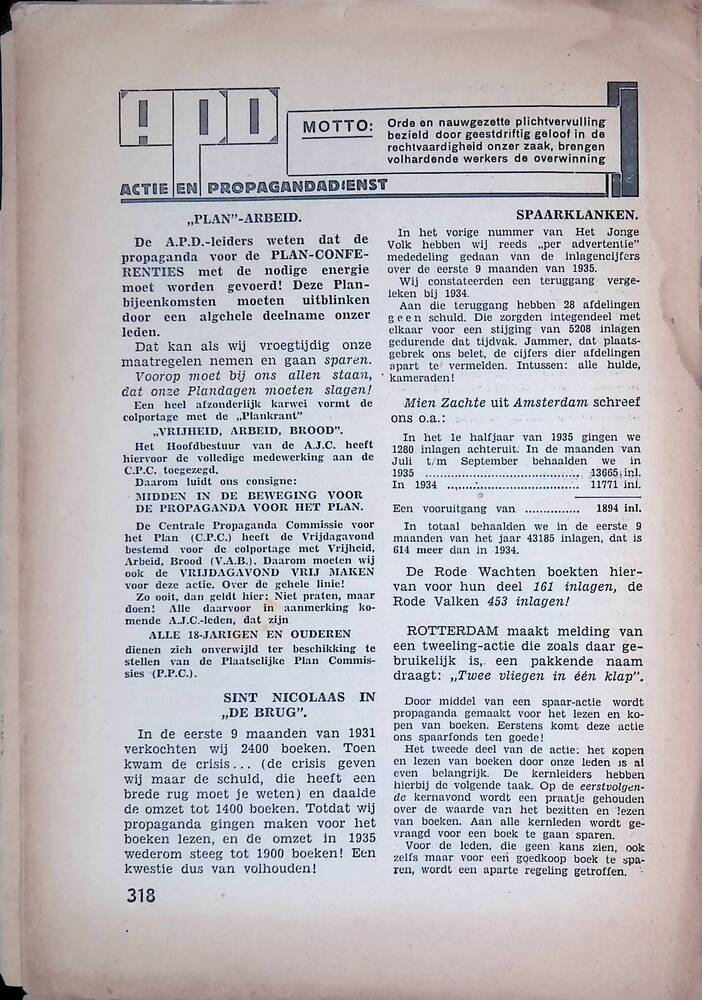 APD
ACTIE EN PROPAGANDADIENST
MOTTO:
Orde en nauwgezette plichtvervulling
bezield door geestdriftig geloof in de
rechtvaardigheid onzer zaak, brengen
volhardende werkers de overwinning
„PLAN”-ARBEID.
De A.P.D.-leiders weten dat de
propaganda voor de PLAN-CONFE-
RENTIES met de nodige energie
moet worden gevoerd! Deze Plan-
bijeenkomsten moeten uitblinken
door een algehele deelname onzer
leden.
Dat kan als wij vroegtijdig onze
maatregelen nemen en gaan sparen.
Voorop moet bij ons allen staan,
dat onze Plandagen moeten slagen!
Een heel afzonderlijk karwei vormt de
colportage met de „Plankrant”
„VRIJHEID, ARBEID, BROOD”.
Het Hoofdbestuur van de A.J.C. heeft
hiervoor de volledige medewerking aan de
C.P.C. toegezegd.
Daarom luidt ons consigne:
MIDDEN IN DE BEWEGING VOOR
DE PROPAGANDA VOOR HET PLAN.
De Centrale Propaganda Commissie voor
het Plan (C.P.C.) heeft de Vrijdagavond
bestemd voor de colportage met Vrijheid,
Arbeid, Brood (V.A.B.). Daarom moeten wij
ook de VRIJDAGAVOND VRIJ MAKEN
voor deze actie. Over de gehele linie!
Zo ooit, dan geldt hier: Niet praten, maar
doen! Alle daarvoor in aanmerking ko-
mende A.J.C.-leden, dat zijn
ALLE 18-JARIGEN EN OUDEREN
dienen zich onverwijld ter beschikking te
stellen van de Plaatselijke Plan Commis-
sies (P.P.C.).
SINT NICOLAAS IN
„DE BRUG”.
In de eerste 9 maanden van 1931
verkochten wij 2400 boeken. Toen
kwam de crisis... (de crisis geven
wij maar de schuld, die heeft een
brede rug moet je weten) en daalde
de omzet tot 1400 boeken. Totdat wij
propaganda gingen maken voor het
boeken lezen, en de omzet in 1935
wederom steeg tot 1900 boeken! Een
kwestie dus van volhouden!
318
SPAARKLANKEN.
In het vorige nummer van Het Jonge
Volk hebben wij reeds „per advertentie”
mededeling gedaan van de inlagencijfers
over de eerste 9 maanden van 1935.
Wij constateerden een teruggang verge-
leken bij 1934.
Aan die teruggang hebben 28 afdelingen
geen schuld. Die zorgden integendeel met
elkaar voor een stijging van 5208 inlagen
gedurende dat tijdvak. Jammer, dat plaats-
gebrek ons belet, de cijfers dier afdelingen
apart te vermelden. Intussen: alle hulde,
kameraden!
Mien Zachte uit Amsterdam schreef
ons o.a.:
In het 1e halfjaar van 1935 gingen we
1280 inlagen achteruit. In de maanden van
Juli t/m September behaalden we in
1935 ........................................ 13665 inl.
In 1934 .................................... 11771 inl.
Een vooruitgang van .............. 1894 inl.
In totaal behaalden we in de eerste 9
maanden van het jaar 43185 inlagen, dat is
614 meer dan in 1934.
De Rode Wachten boekten hier-
van voor hun deel 161 inlagen, de
Rode Valken 453 inlagen!
ROTTERDAM maakt melding van
een tweeling-actie die zoals daar ge-
bruikelijk is, een pakkende naam
draagt: „Twee vliegen in één klap”.
Door middel van een spaar-actie wordt
propaganda gemaakt voor het lezen en ko-
pen van boeken. Eerstens komt deze actie
ons spaarfonds ten goede!
Het tweede deel van de actie: het kopen
en lezen van boeken door onze leden is al
even belangrijk. De kernleiders hebben
hierbij de volgende taak. Op de eerstvolgen-
de kernavond wordt een praatje gehouden
over de waarde van het bezitten en lezen
van boeken. Aan alle kernleden wordt ge-
vraagd voor een boek te gaan sparen.
Voor de leden, die geen kans zien, ook
zelfs maar voor een goedkoop boek te spa-
ren, wordt een aparte regeling getroffen.